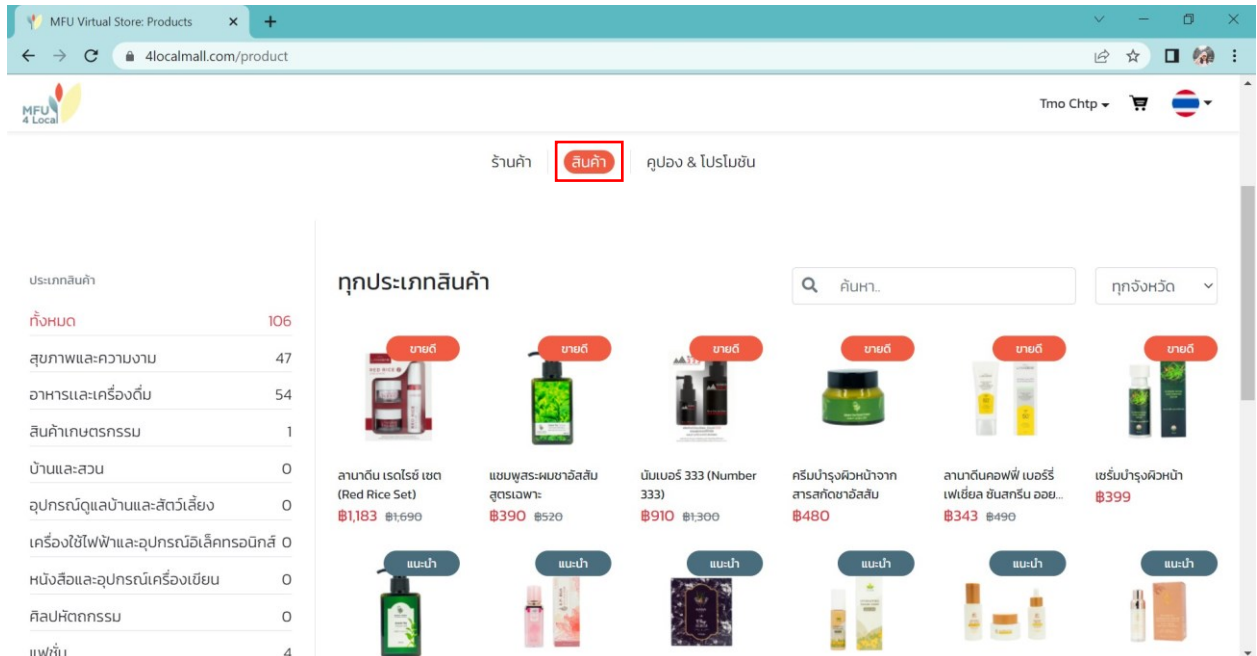 MFU Virtual Store: Products
4localmall.com/product
MFU
4 Local
Tmo Chtp
ร้านค้า
สินค้า
คูปอง & โปรโมชัน
ประเภทสินค้า
ทั้งหมด 106
สุขภาพและความงาม 47
อาหารและเครื่องดื่ม 54
สินค้าเกษตรกรรม 1
บ้านและสวน 0
อุปกรณ์ดูแลบ้านและสัตว์เลี้ยง 0
เครื่องใช้ไฟฟ้าและอุปกรณ์อิเล็คทรอนิกส์ 0
หนังสือและอุปกรณ์เครื่องเขียน 0
ศิลปหัตถกรรม 0
แฟชั่น 4
ทุกประเภทสินค้า
ค้นหา..
ทุกจังหวัด
ขายดี ขายดี ขายดี ขายดี ขายดี ขายดี
RED RICE
ลานาดีน เรดไรซ์ เซต
(Red Rice Set)
฿1,183 ฿1,690
แชมพูสระผมชาอัสสัม
สูตรเฉพาะ
฿390 ฿520
นัมเบอร์ 333 (Number
333)
฿910 ฿1,300
ครีมบำรุงผิวหน้าจาก
สารสกัดชาอัสสัม
฿480
ลานาดีนคอฟฟี่ เบอร์รี่
เฟเชี่ยล ซันสกรีน ออย...
฿343 ฿490
เซรั่มบำรุงผิวหน้า
฿399
แนะนำ แนะนำ แนะนำ แนะนำ แนะนำ แนะนำ